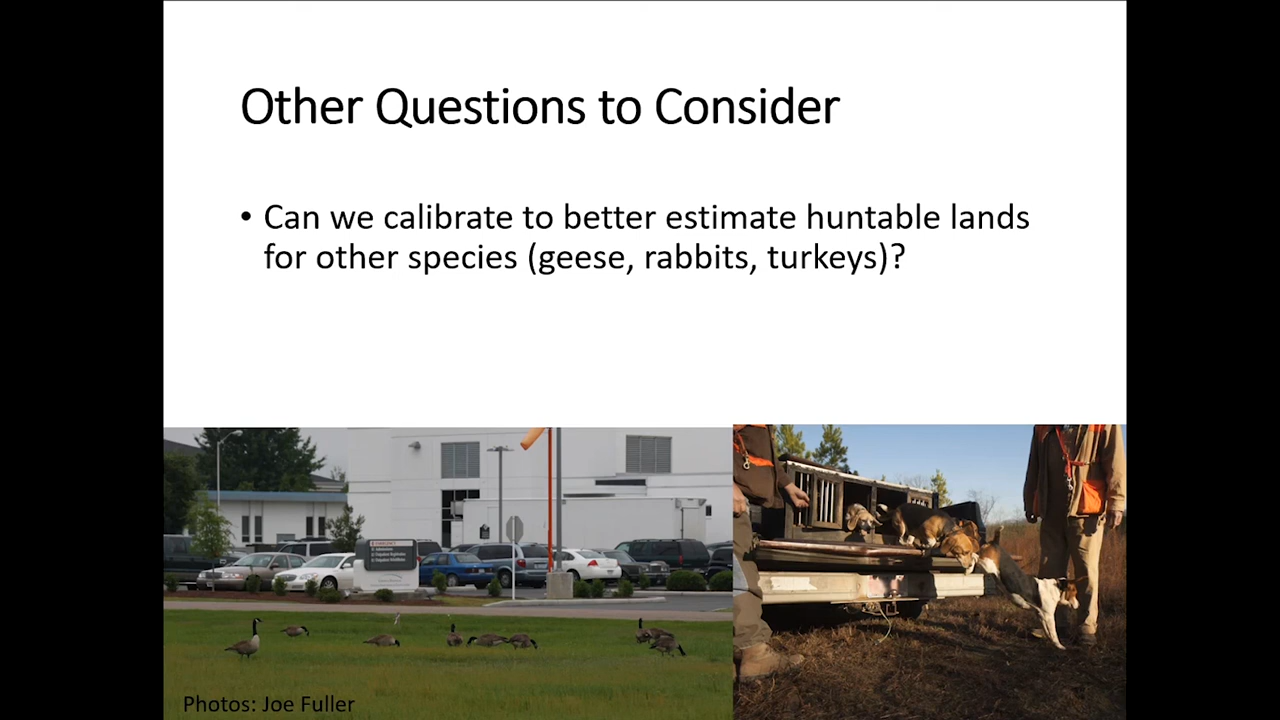 Other Questions to Consider
• Can we calibrate to better estimate huntable lands
for other species (geese, rabbits, turkeys)?
EMERGENCY
Photos: Joe Fuller